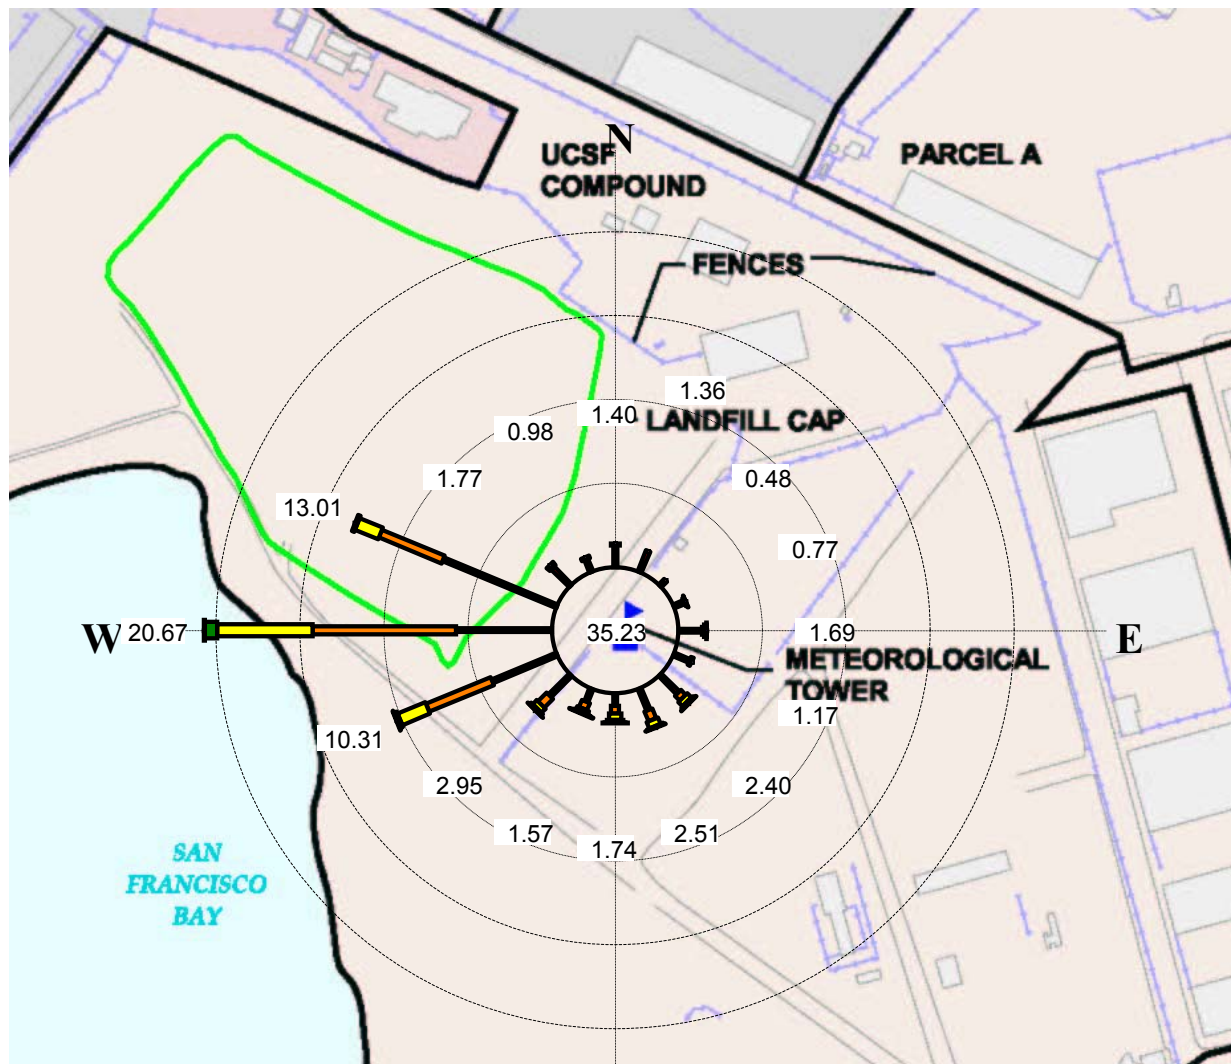 N
UCSF
COMPOUND
PARCEL A
FENCES
1.36
1.40
LANDFILL CAP
0.98
1.77
0.48
13.01
0.77
W
20.67
35.23
1.69
E
METEOROLOGICAL
TOWER
10.31
1.17
2.95
2.40
1.57
1.74
2.51
SAN
FRANCISCO
BAY